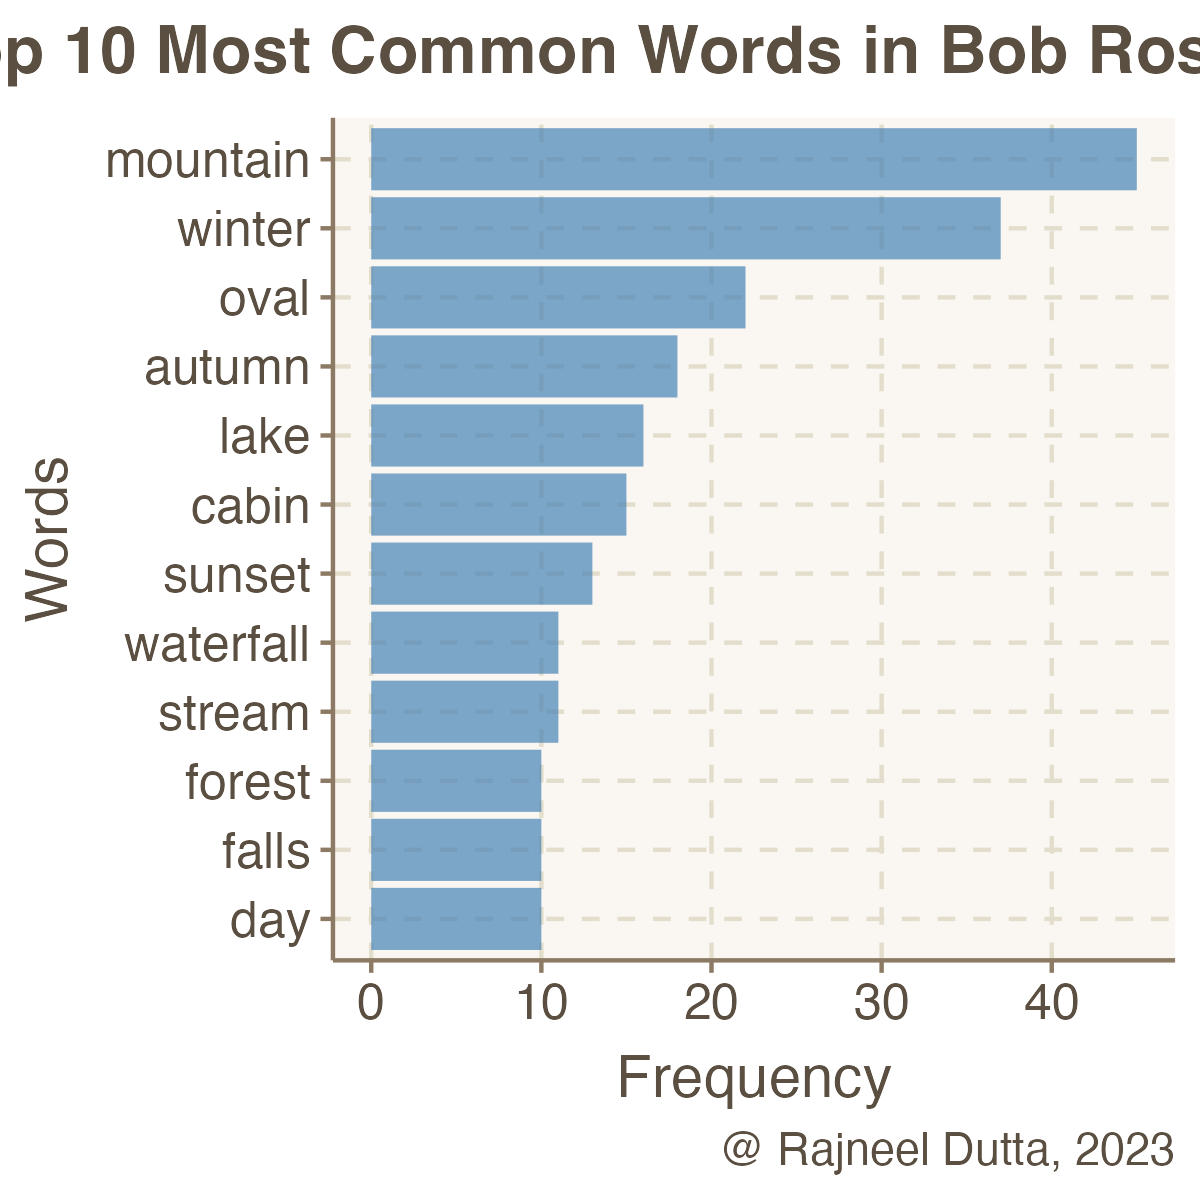 op 10 Most Common Words in Bob Ros
mountain
winter
oval
autumn
lake
cabin
sunset
waterfall
stream
forest
falls
day
Words
0 10 20 30 40
Frequency
@ Rajneel Dutta, 2023